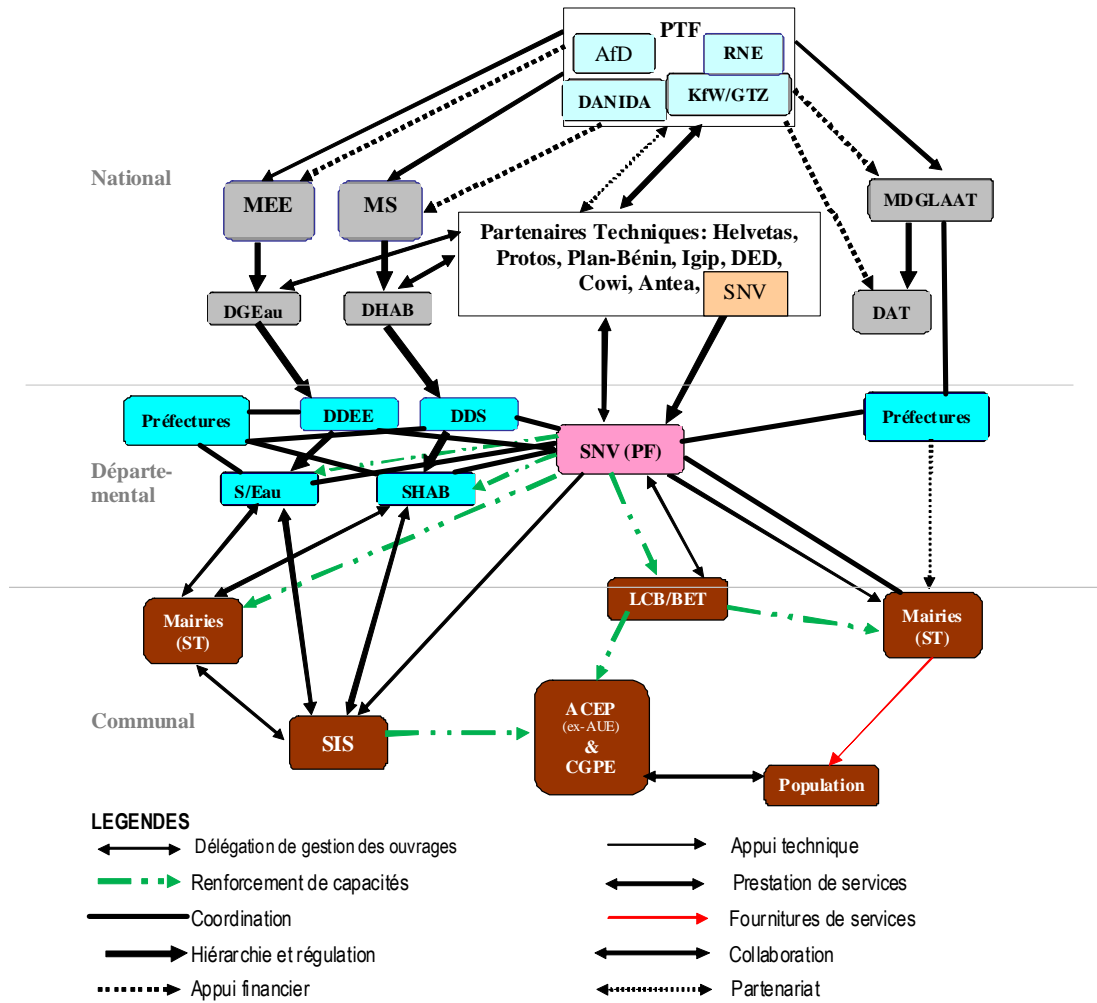 PTF
AfD
RNE
DANIDA
KfW/GTZ
National
MEE
MS
MDGLAAT
Partenaires Techniques: Helvetas,
Protos, Plan-Bénin, Igip, DED,
Cowi, Antea,
SNV
DGEau
DHAB
DAT
Préfectures
DDEE
DDS
Préfectures
SNV (PF)
Départe-
mental
S/Eau
SHAB
LCB/BET
Mairies
(ST)
Mairies
(ST)
Communal
SIS
ACEP
(ex-AUE)
&
CGPE
Population
LEGENDES
Délégation de gestion des ouvrages
Appui technique
Renforcement de capacités
Prestation de services
Coordination
Fournitures de services
Hiérarchie et régulation
Collaboration
Appui financier
Partenariat